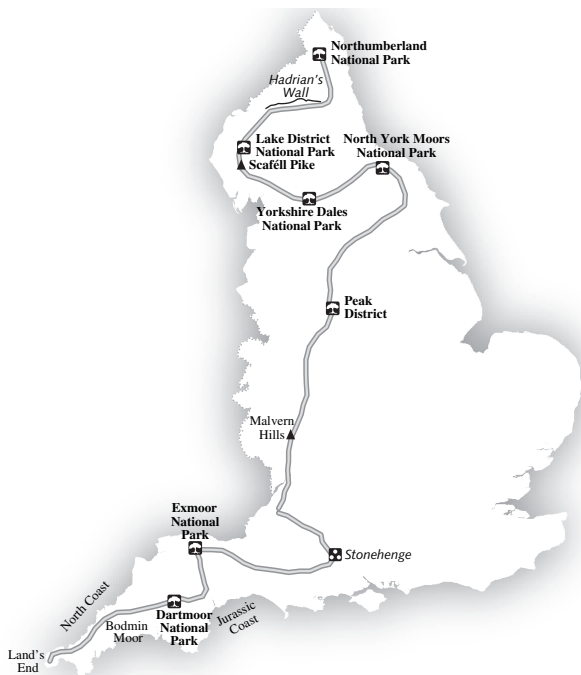 Northumberland
National Park
Hadrian's
Wall
Lake District
National Park
Scaféll Pike
North York Moors
National Park
Yorkshire Dales
National Park
Peak
District
Malvern
Hills
Exmoor
National
Park
Stonehenge
North Coast
Bodmin
Moor
Dartmoor
National
Park
Jurassic
Coast
Land's
End